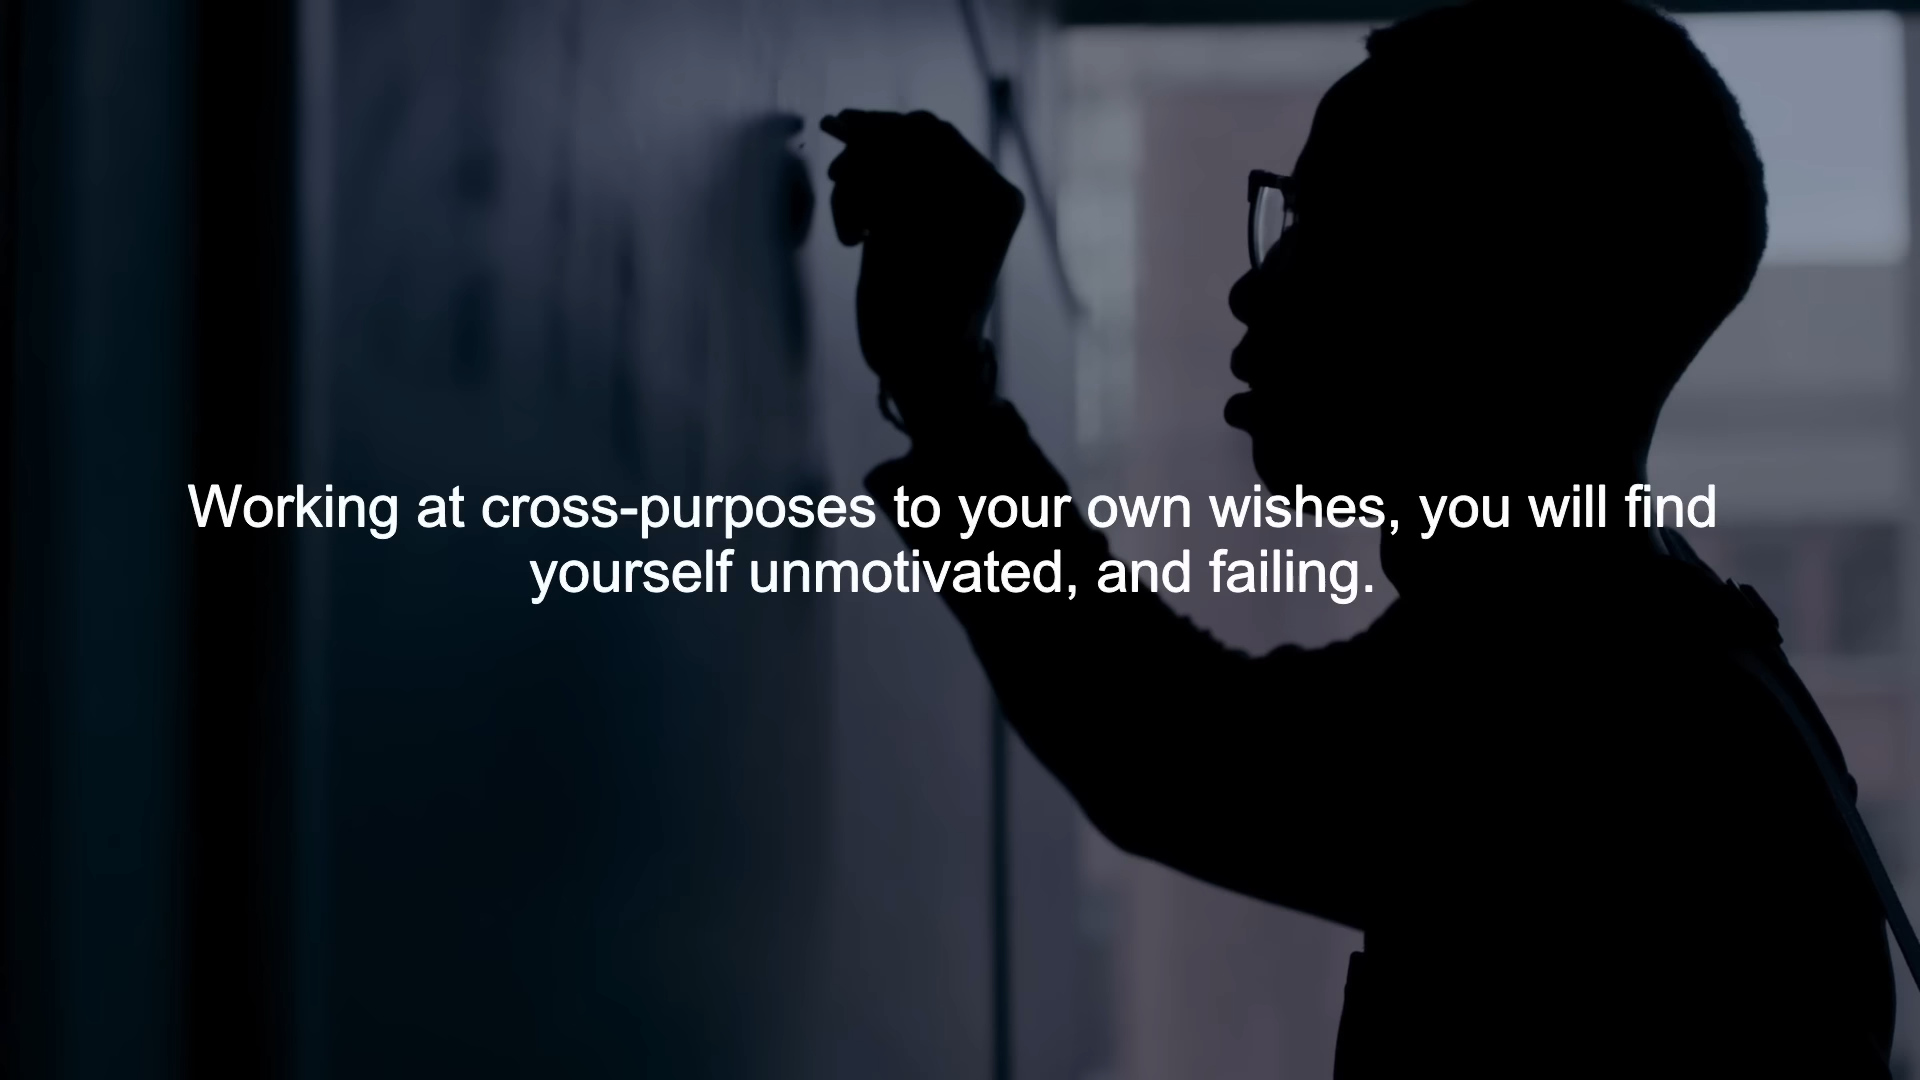 Working at cross-purposes to your own wishes, you will find
yourself unmotivated, and failing.